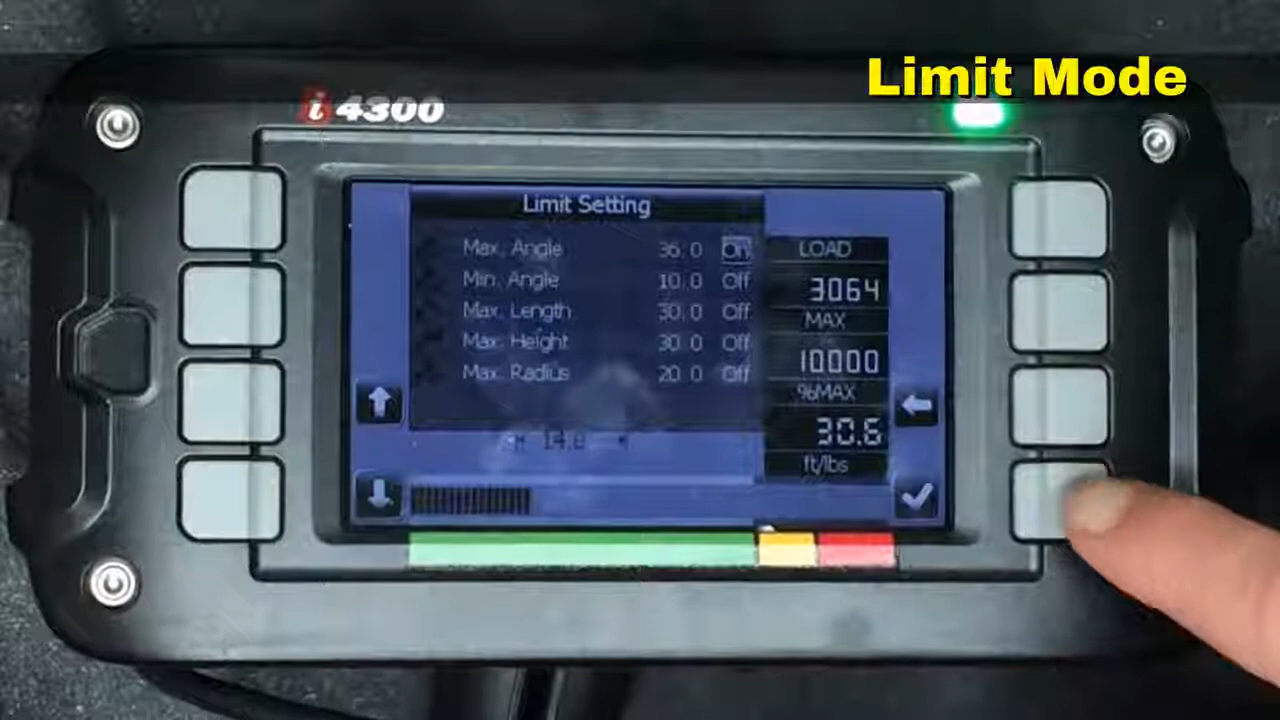 Limit Mode
i4300
Limit Setting
Max. Angle 36.0 On
Min. Angle 10.0 Off
Max. Length 30.0 Off
Max. Height 30.0 Off
Max. Radius 20.0 Off
LOAD
3064
MAX
10000
%MAX
30.6
ft/lbs